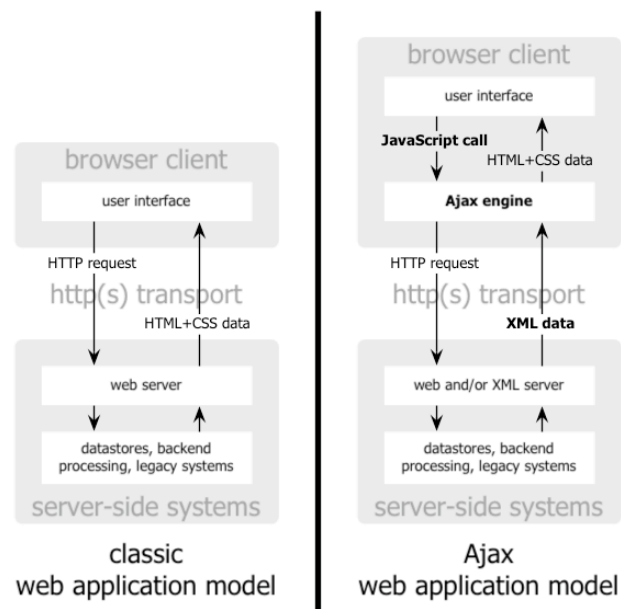 browser client
user interface
HTTP request
http(s) transport
HTML+CSS data
web server
datastores, backend
processing, legacy systems
server-side systems
classic
web application model
browser client
user interface
JavaScript call
HTML+CSS data
Ajax engine
HTTP request
http(s) transport
XML data
web and/or XML server
datastores, backend
processing, legacy systems
server-side systems
Ajax
web application model